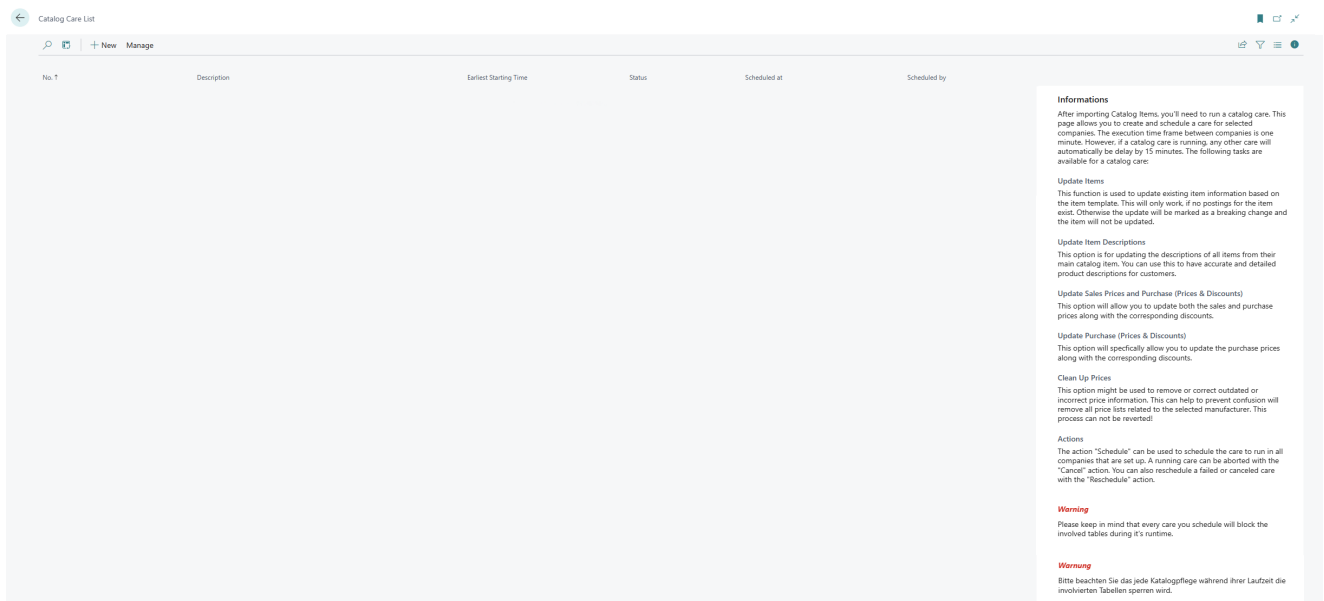 Catalog Care List
New Manage
No. ↑ Description Earliest Starting Time Status Scheduled at Scheduled by
Informations
After importing Catalog Items, you'll need to run a catalog care. This
page allows you to create and schedule a care for selected
companies. The execution time frame between companies is one
minute. However, if a catalog care is running, any other care will
automatically be delay by 15 minutes. The following tasks are
available for a catalog care:
Update Items
This function is used to update existing item information based on
the item template. This will only work, if no postings for the item
exist. Otherwise the update will be marked as a breaking change and
the item will not be updated.
Update Item Descriptions
This option is for updating the descriptions of all items from their
main catalog item. You can use this to have accurate and detailed
product descriptions for customers.
Update Sales Prices and Purchase (Prices & Discounts)
This option will allow you to update both the sales and purchase
prices along with the corresponding discounts.
Update Purchase (Prices & Discounts)
This option will specfically allow you to update the purchase prices
along with the corresponding discounts.
Clean Up Prices
This option might be used to remove or correct outdated or
incorrect price information. This can help to prevent confusion will
remove all price lists related to the selected manufacturer. This
process can not be reverted!
Actions
The action "Schedule" can be used to schedule the care to run in all
companies that are set up. A running care can be aborted with the
"Cancel" action. You can also reschedule a failed or canceled care
with the "Reschedule" action.
Warning
Please keep in mind that every care you schedule will block the
involved tables during it's runtime.
Warnung
Bitte beachten Sie das jede Katalogpflege während ihrer Laufzeit die
involvierten Tabellen sperren wird.